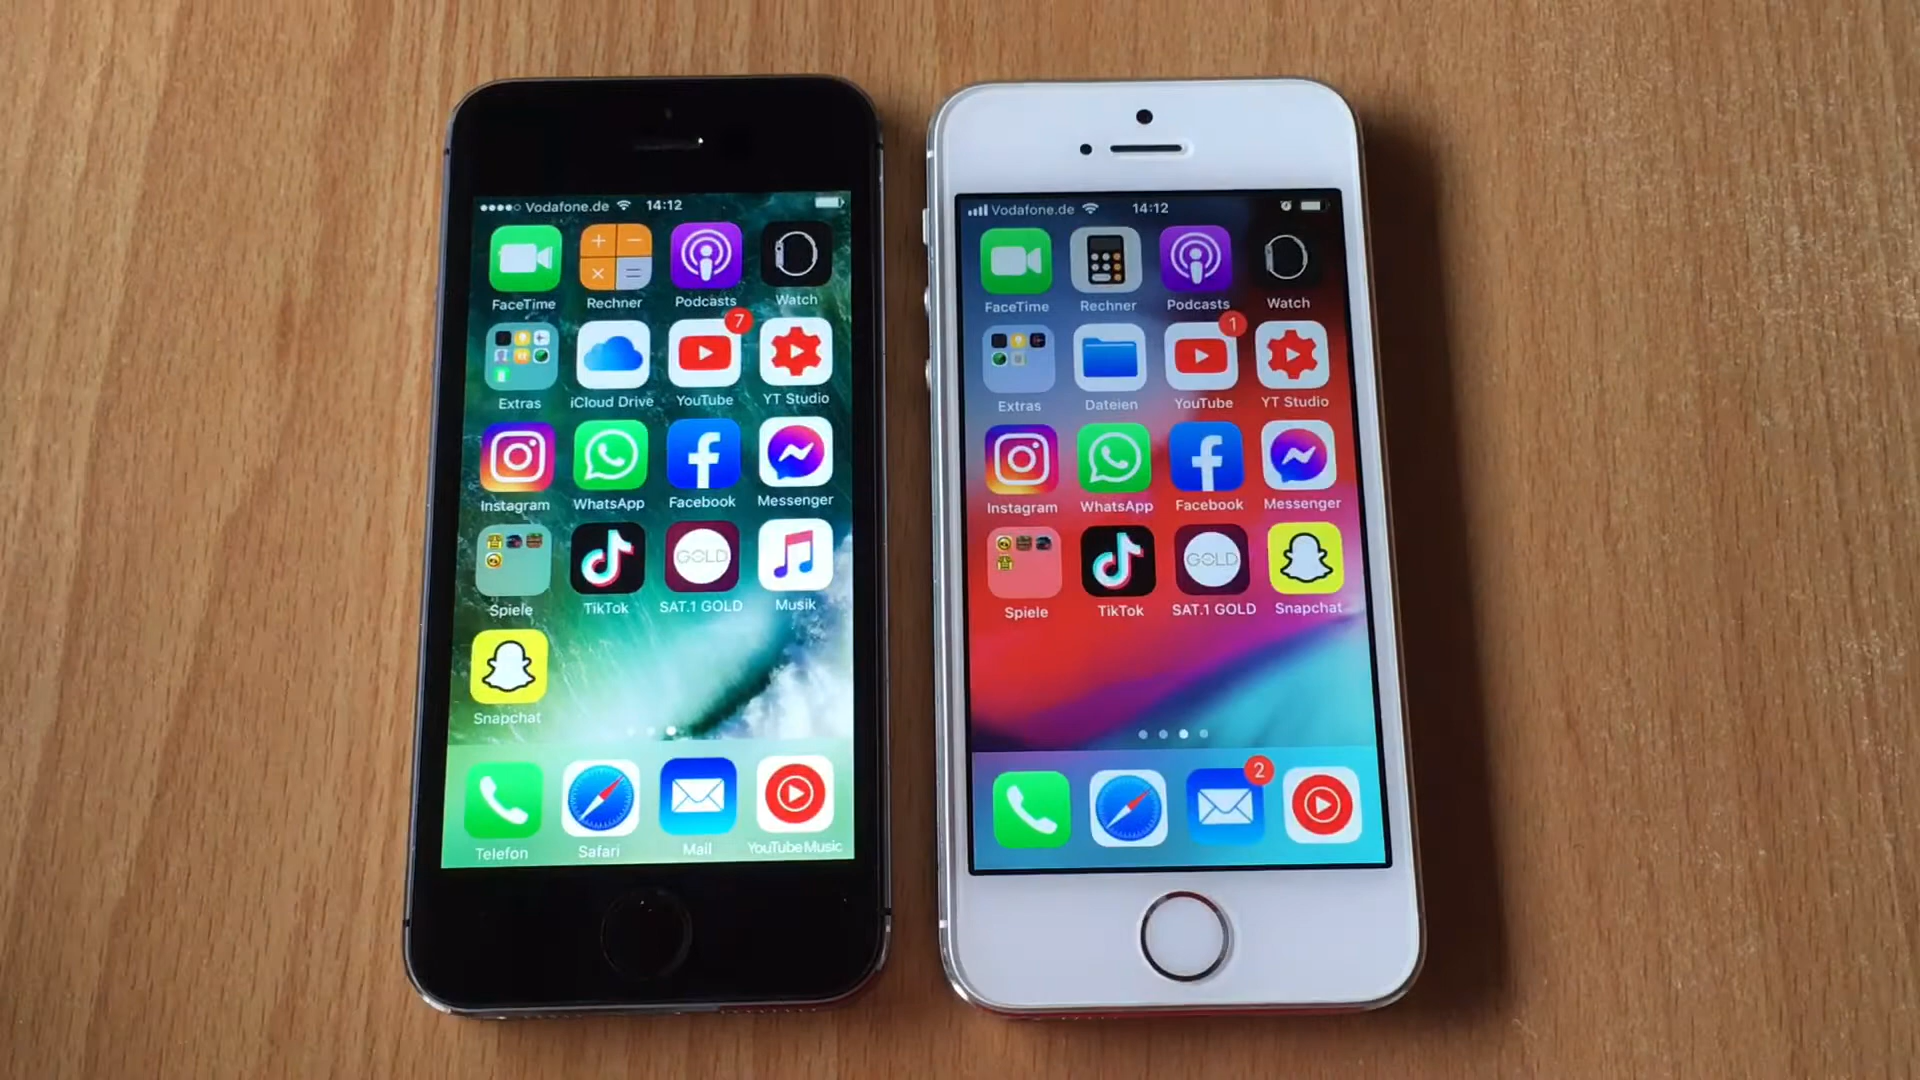 Vodafone.de 14:12
FaceTime Rechner Podcasts Watch
7
Extras iCloud Drive YouTube YT Studio
Instagram WhatsApp Facebook Messenger
GOLD
Spiele TikTok SAT.1 GOLD Musik
Snapchat
Telefon Safari Mail YouTube Music
Vodafone.de 14:12
FaceTime Rechner Podcasts Watch
1
Extras Dateien YouTube YT Studio
Instagram WhatsApp Facebook Messenger
GOLD
Spiele TikTok SAT.1 GOLD Snapchat
2